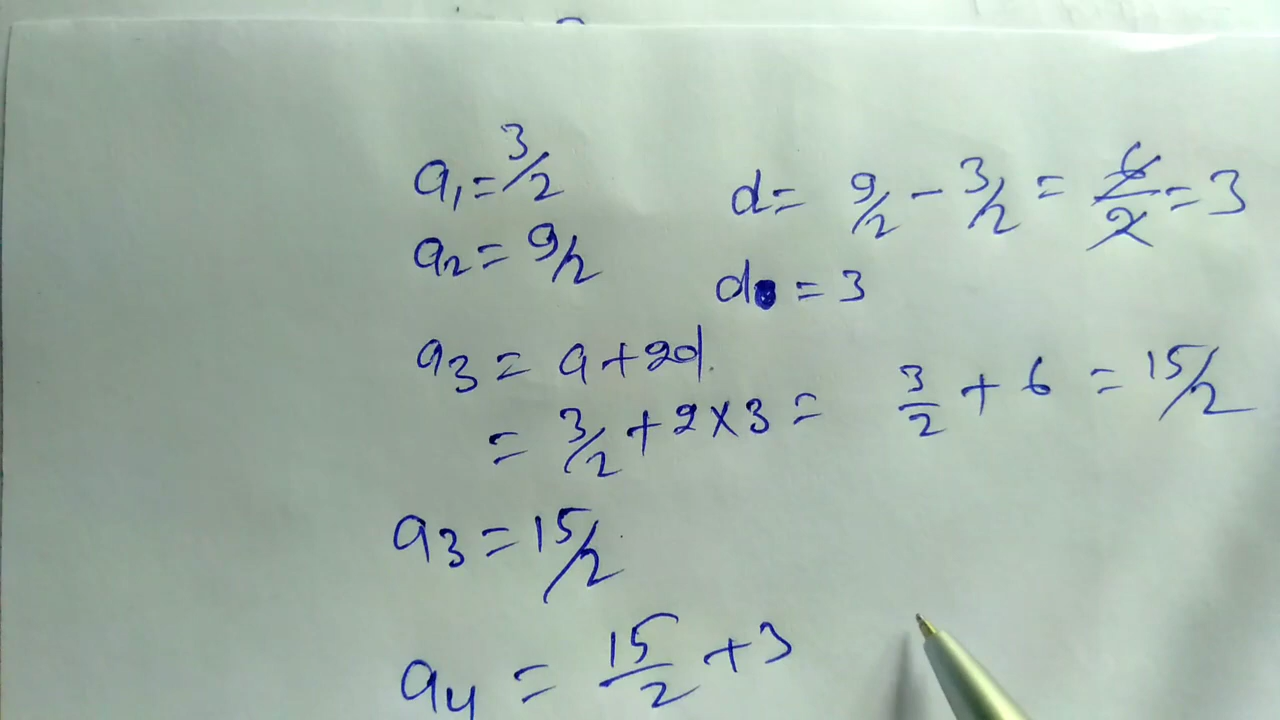 a₁ = 3/2
d = 9/2 - 3/2 = 6/2 = 3
a₂ = 9/2
d = 3
a₃ = a + 2d
= 3/2 + 2 × 3 = 3/2 + 6 = 15/2
a₃ = 15/2
a₄ = 15/2 + 3